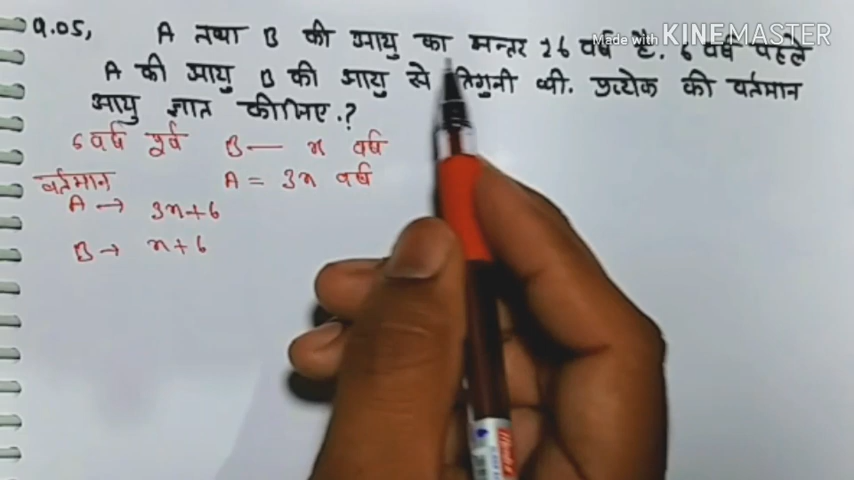 Q.05, A तथा B की आयु का अन्तर 26 वर्ष है. 6 वर्ष पहले
A की आयु B की आयु से तिगुनी थी. प्रत्येक की वर्तमान
आयु ज्ञात कीजिए.?
6 वर्ष पूर्व B — x वर्ष
A = 3x वर्ष
वर्तमान
A → 3x+6
B → x+6
Made with KINEMASTER